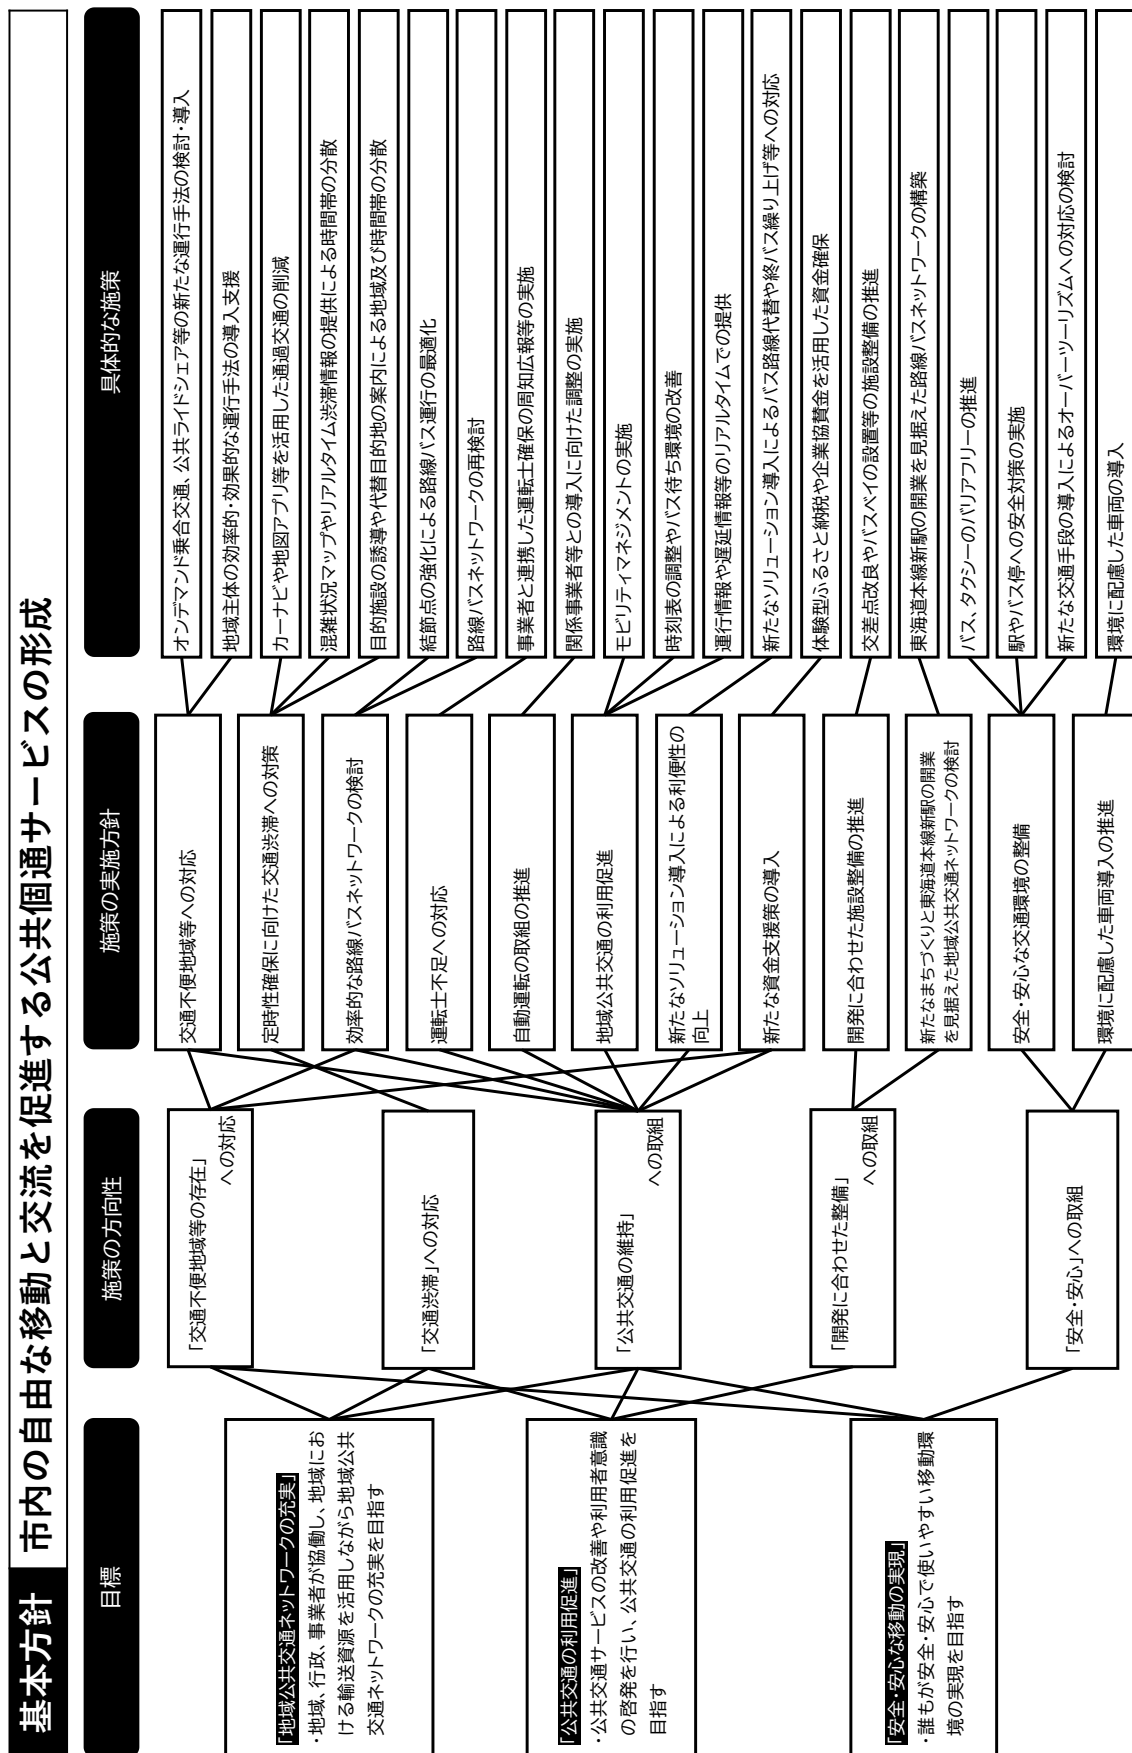 基本方針 市内の自由な移動と交流を促進する公共個通サービスの形成
目標
「地域公共交通ネットワークの充実」
・地域、行政、事業者が協働し、地域にお
ける輸送資源を活用しながら地域公共
交通ネットワークの充実を目指す
「公共交通の利用促進」
・公共交通サービスの改善や利用者意識
の啓発を行い、公共交通の利用促進を
目指す
「安全・安心な移動の実現」
・誰もが安全・安心で使いやすい移動環
境の実現を目指す
施策の方向性
「交通不便地域等の存在」
への対応
「交通渋滞」への対応
「公共交通の維持」
への取組
「開発に合わせた整備」
への取組
「安全・安心」への取組
施策の実施方針
交通不便地域等への対応
定時性確保に向けた交通渋滞への対策
効率的な路線バスネットワークの検討
運転士不足への対応
自動運転の取組の推進
地域公共交通の利用促進
新たなソリューション導入による利便性の
向上
新たな資金支援策の導入
開発に合わせた施設整備の推進
新たなまちづくりと東海道本線新駅の開業
を見据えた地域公共交通ネットワークの検討
安全・安心な交通環境の整備
環境に配慮した車両導入の推進
具体的な施策
オンデマンド乗合交通、公共ライドシェア等の新たな運行手法の検討・導入
地域主体の効率的・効果的な運行手法の導入支援
カーナビや地図アプリ等を活用した通過交通の削減
混雑状況マップやリアルタイム渋滞情報の提供による時間帯の分散
目的施設の誘導や代替目的地の案内による地域及び時間帯の分散
結節点の強化による路線バス運行の最適化
路線バスネットワークの再検討
事業者と連携した運転士確保の周知広報等の実施
関係事業者等との導入に向けた調整の実施
モビリティマネジメントの実施
時刻表の調整やバス待ち環境の改善
運行情報や遅延情報等のリアルタイムでの提供
新たなソリューション導入によるバス路線代替や終バス繰り上げ等への対応
体験型ふるさと納税や企業協賛金を活用した資金確保
交差点改良やバスベイの設置等の施設整備の推進
東海道本線新駅の開業を見据えた路線バスネットワークの構築
バス、タクシーのバリアフリーの推進
駅やバス停への安全対策の実施
新たな交通手段の導入によるオーバーツーリズムへの対応の検討
環境に配慮した車両の導入